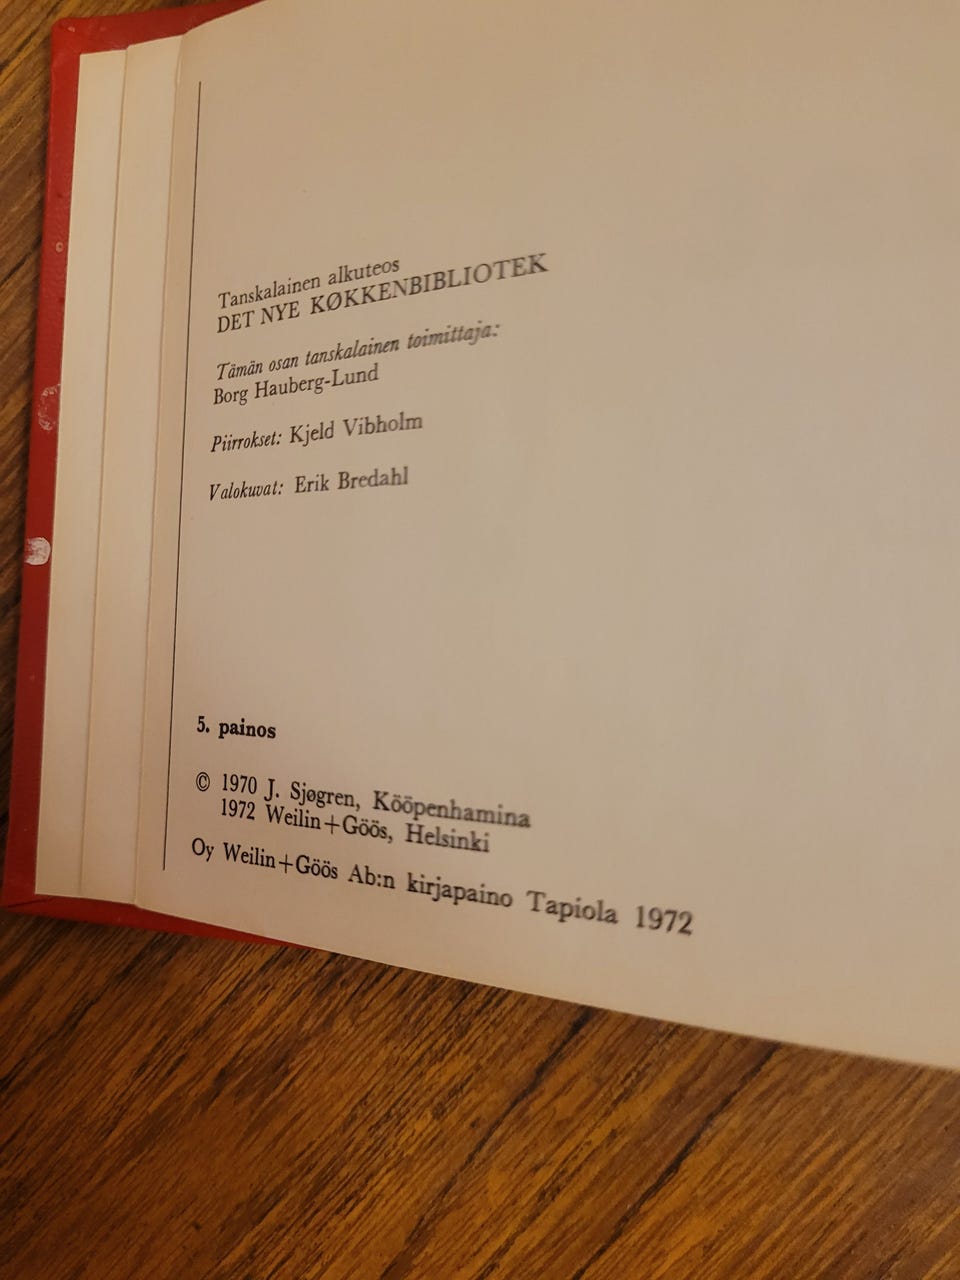 Tanskalainen alkuteos
DET NYE KØKKENBIBLIOTEK
Tämän osan tanskalainen toimittaja:
Borg Hauberg-Lund
Piirrokset: Kjeld Vibholm
Valokuvat: Erik Bredahl
5. painos
© 1970 J. Sjøgren, Kööpenhamina
1972 Weilin+Göös, Helsinki
Oy Weilin+Göös Ab:n kirjapaino Tapiola 1972